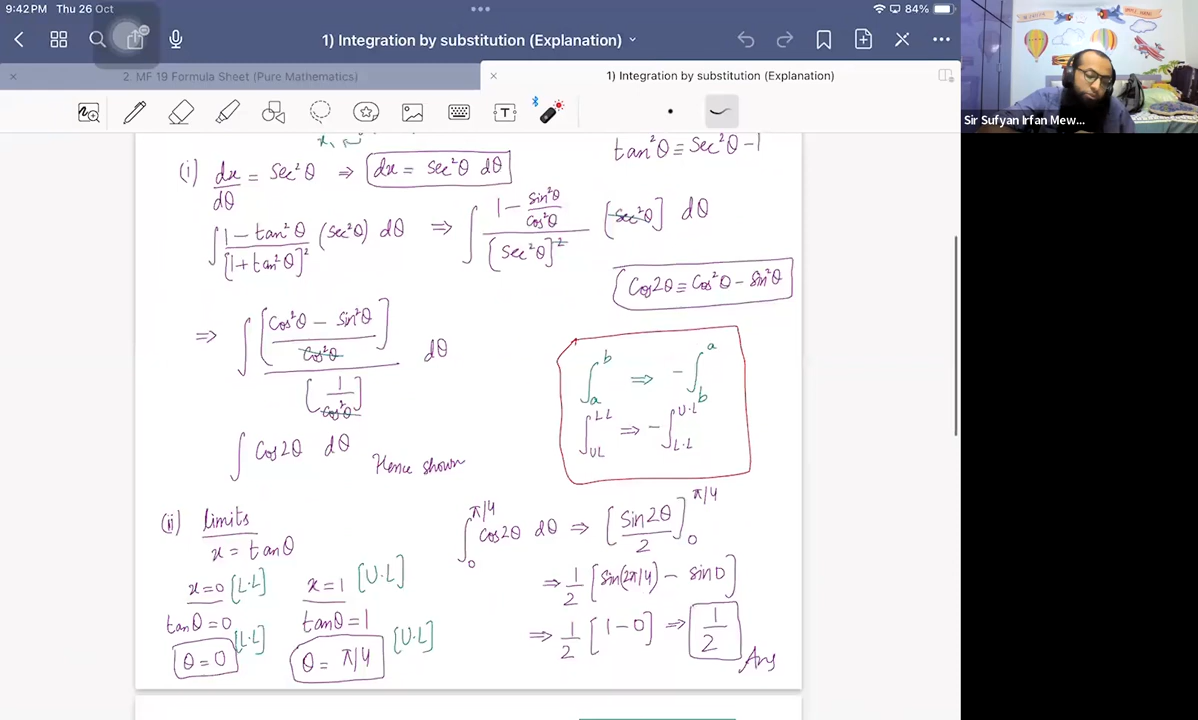 9:42 PM Thu 26 Oct
84%
1) Integration by substitution (Explanation)
2. MF 19 Formula Sheet (Pure Mathematics)
1) Integration by substitution (Explanation)
Sir Sufyan Irfan Mew...
tan²θ ≡ sec²θ − 1
(i) dx/dθ = sec²θ ⇒ dx = sec²θ dθ
∫ (1 − tan²θ)/[1 + tan²θ]² (sec²θ) dθ ⇒ ∫ (1 − sin²θ/cos²θ)/[sec²θ]² [sec²θ] dθ
Cos2θ ≡ Cos²θ − Sin²θ
⇒ ∫ [(Cos²θ − Sin²θ)/Cos²θ]/[1/Cos²θ] dθ
∫ₐᵇ ⇒ −∫_b^a
∫_UL^LL ⇒ −∫_L.L^U.L
∫ Cos2θ dθ Hence shown
(ii) limits
x = tanθ
x=0 [L.L] x=1 [U.L]
tanθ=0 tanθ=1
θ=0 [L.L] θ= π/4 [U.L]
∫₀^π/4 Cos2θ dθ ⇒ [Sin2θ/2]₀^π/4
⇒ 1/2 [sin(2π/4) − sin0]
⇒ 1/2 [1−0] ⇒ 1/2 Ans